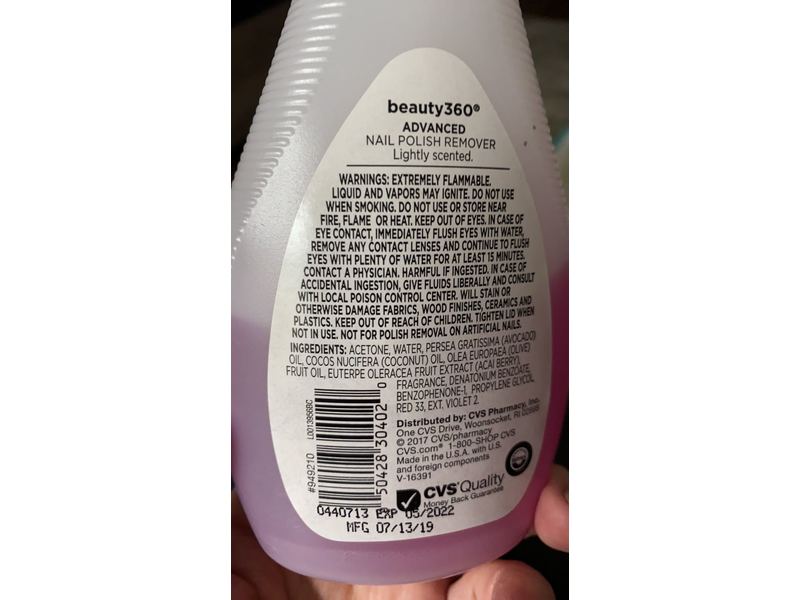 beauty360®
ADVANCED
NAIL POLISH REMOVER
Lightly scented.
WARNINGS: EXTREMELY FLAMMABLE.
LIQUID AND VAPORS MAY IGNITE. DO NOT USE
WHEN SMOKING. DO NOT USE OR STORE NEAR
FIRE, FLAME OR HEAT. KEEP OUT OF EYES. IN CASE OF
EYE CONTACT, IMMEDIATELY FLUSH EYES WITH WATER,
REMOVE ANY CONTACT LENSES AND CONTINUE TO FLUSH
EYES WITH PLENTY OF WATER FOR AT LEAST 15 MINUTES.
CONTACT A PHYSICIAN. HARMFUL IF INGESTED. IN CASE OF
ACCIDENTAL INGESTION, GIVE FLUIDS LIBERALLY AND CONSULT
WITH LOCAL POISON CONTROL CENTER. WILL STAIN OR
OTHERWISE DAMAGE FABRICS, WOOD FINISHES, CERAMICS AND
PLASTICS. KEEP OUT OF REACH OF CHILDREN. TIGHTEN LID WHEN
NOT IN USE. NOT FOR POLISH REMOVAL ON ARTIFICIAL NAILS.
INGREDIENTS: ACETONE, WATER, PERSEA GRATISSIMA (AVOCADO)
OIL, COCOS NUCIFERA (COCONUT) OIL, OLEA EUROPAEA (OLIVE)
FRUIT OIL, EUTERPE OLERACEA FRUIT EXTRACT (ACAI BERRY),
FRAGRANCE, DENATONIUM BENZOATE,
BENZOPHENONE-1, PROPYLENE GLYCOL,
RED 33, EXT. VIOLET 2.
Distributed by: CVS Pharmacy, Inc.
One CVS Drive, Woonsocket, RI 02895
© 2017 CVS/pharmacy
CVS.com® 1-800-SHOP CVS
Made in the U.S.A. with U.S.
and foreign components
V-16391
CVS Quality
Money Back Guarantee
#949210
50428 30402 0
0440713 EXP 05/2022
MFG 07/13/19